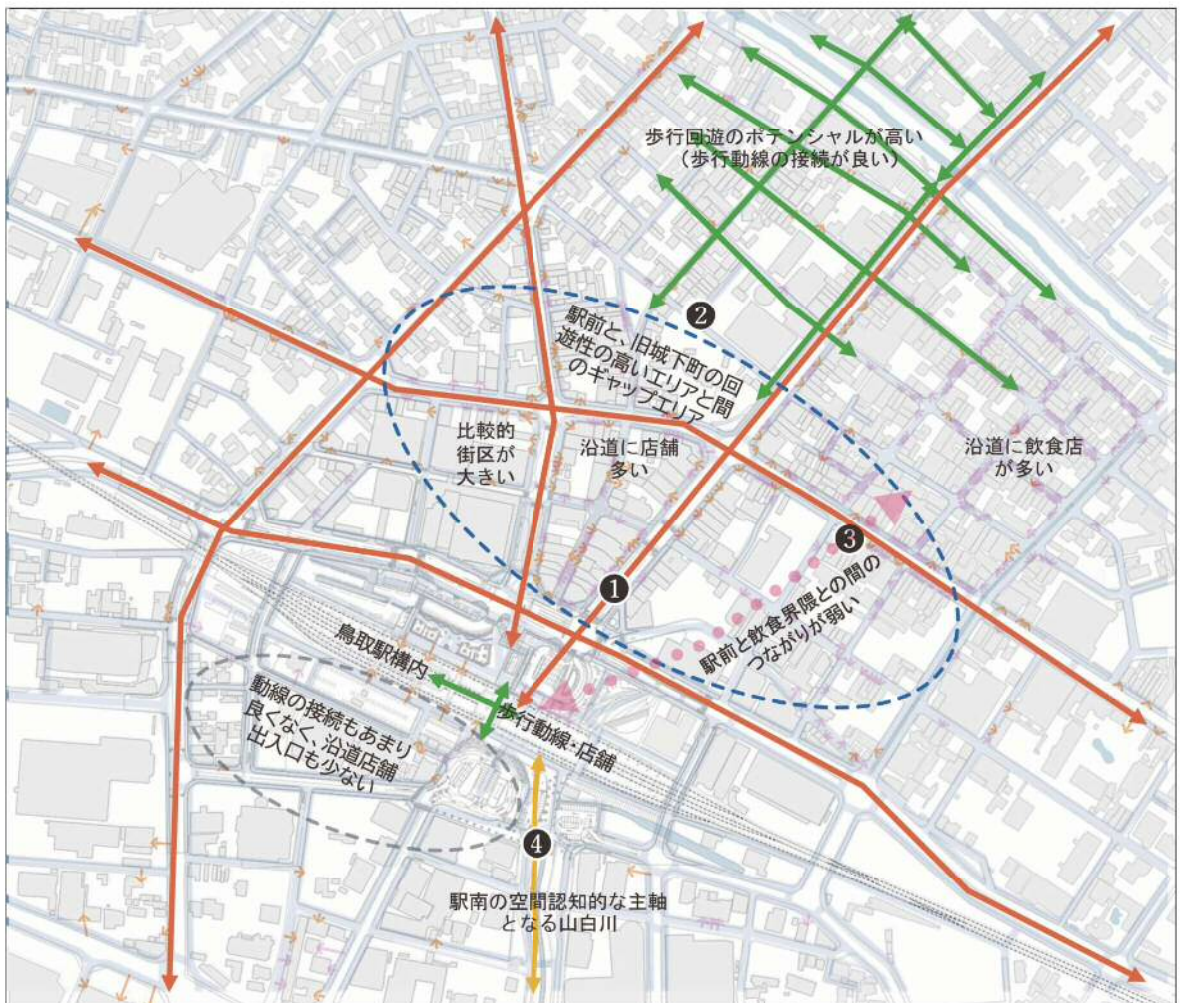 歩行回遊のポテンシャルが高い
（歩行動線の接続が良い）
❷
駅前と、旧城下町の回
遊性の高いエリアと間
のギャップエリア
比較的
街区が
大きい
沿道に店舗
多い
沿道に飲食店
が多い
❸
❶
駅前と飲食界隈との間の
つながりが弱い
鳥取駅構内
歩行動線・店舗
動線の接続もあまり
良くなく、沿道店舗
出入口も少ない
❹
駅南の空間認知的な主軸
となる山白川